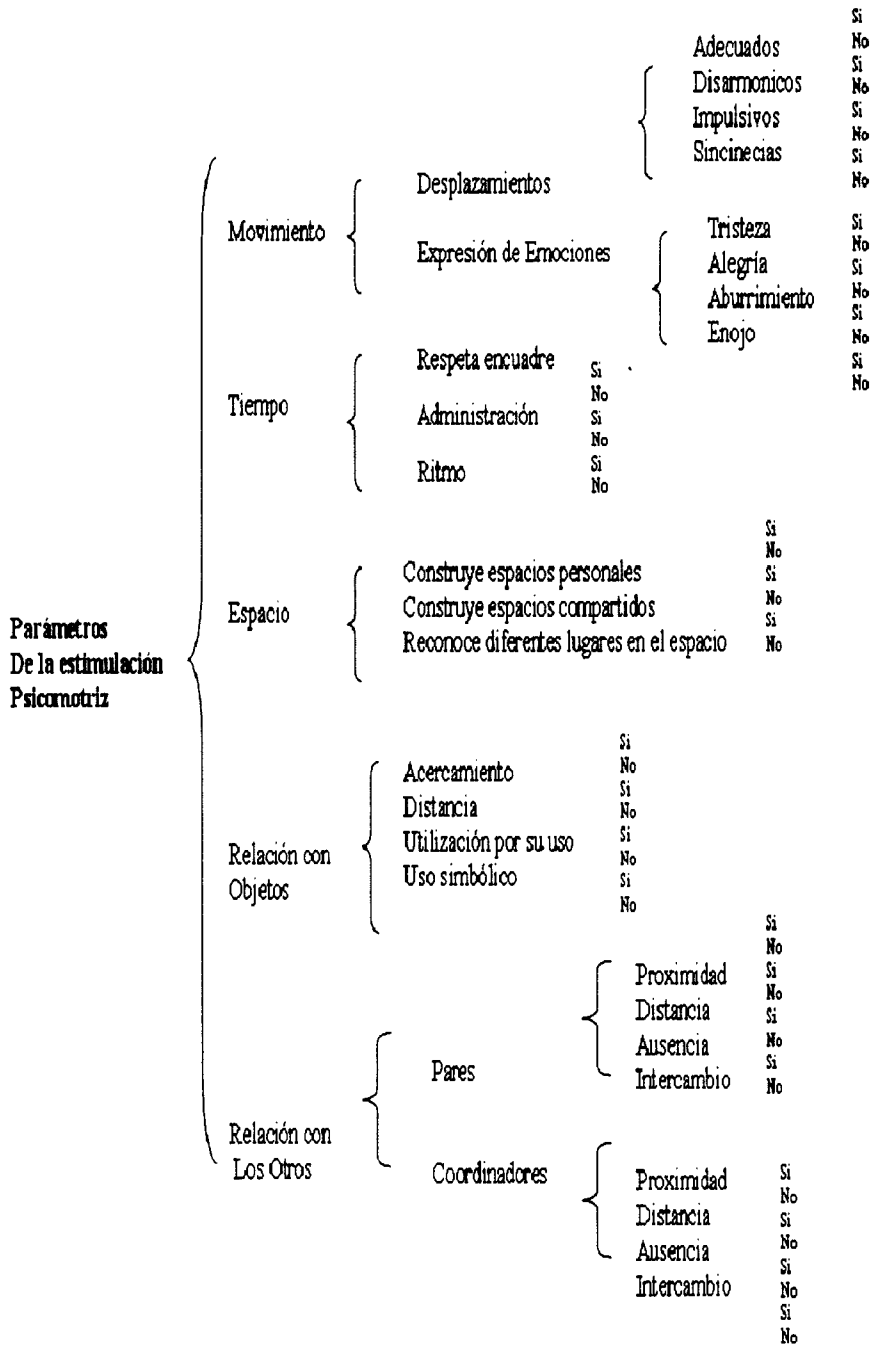 Parámetros
De la estimulación
Psicomotriz
Movimiento
Desplazamientos
Adecuados
Disarmonicos
Impulsivos
Sincinecias
Si
No
Si
No
Si
No
Si
No
Expresión de Emociones
Tristeza
Alegría
Aburrimiento
Enojo
Si
No
Si
No
Si
No
Si
No
Tiempo
Respeta encuadre
Administración
Ritmo
Si
No
Si
No
Si
No
Espacio
Construye espacios personales
Construye espacios compartidos
Reconoce diferentes lugares en el espacio
Si
No
Si
No
Si
No
Relación con
Objetos
Acercamiento
Distancia
Utilización por su uso
Uso simbólico
Si
No
Si
No
Si
No
Si
No
Relación con
Los Otros
Pares
Proximidad
Distancia
Ausencia
Intercambio
Si
No
Si
No
Si
No
Si
No
Coordinadores
Proximidad
Distancia
Ausencia
Intercambio
Si
No
Si
No
Si
No
Si
No